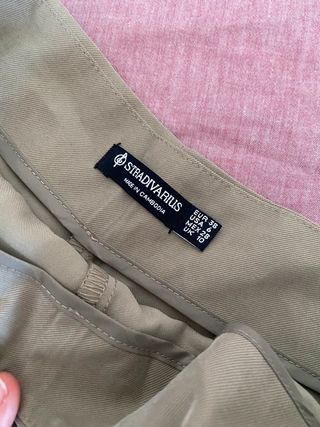 STRADIVARIUS
MADE IN CAMBODIA
EUR 38
USA 6
MEX 28
UK 10